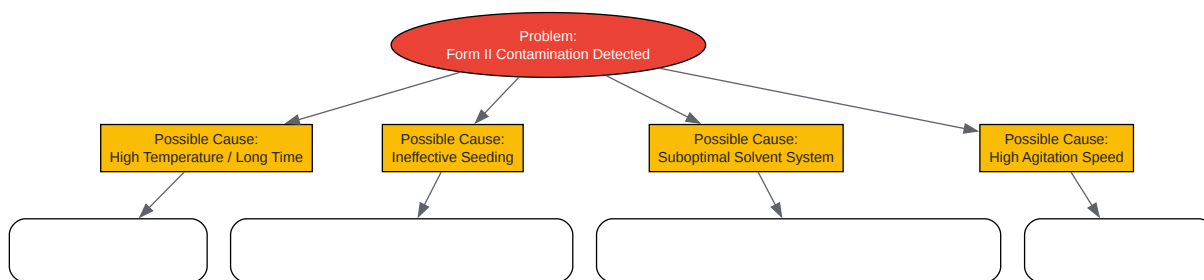 Problem:
Form II Contamination Detected
Possible Cause:
High Temperature / Long Time
Possible Cause:
Ineffective Seeding
Possible Cause:
Suboptimal Solvent System
Possible Cause:
High Agitation Speed